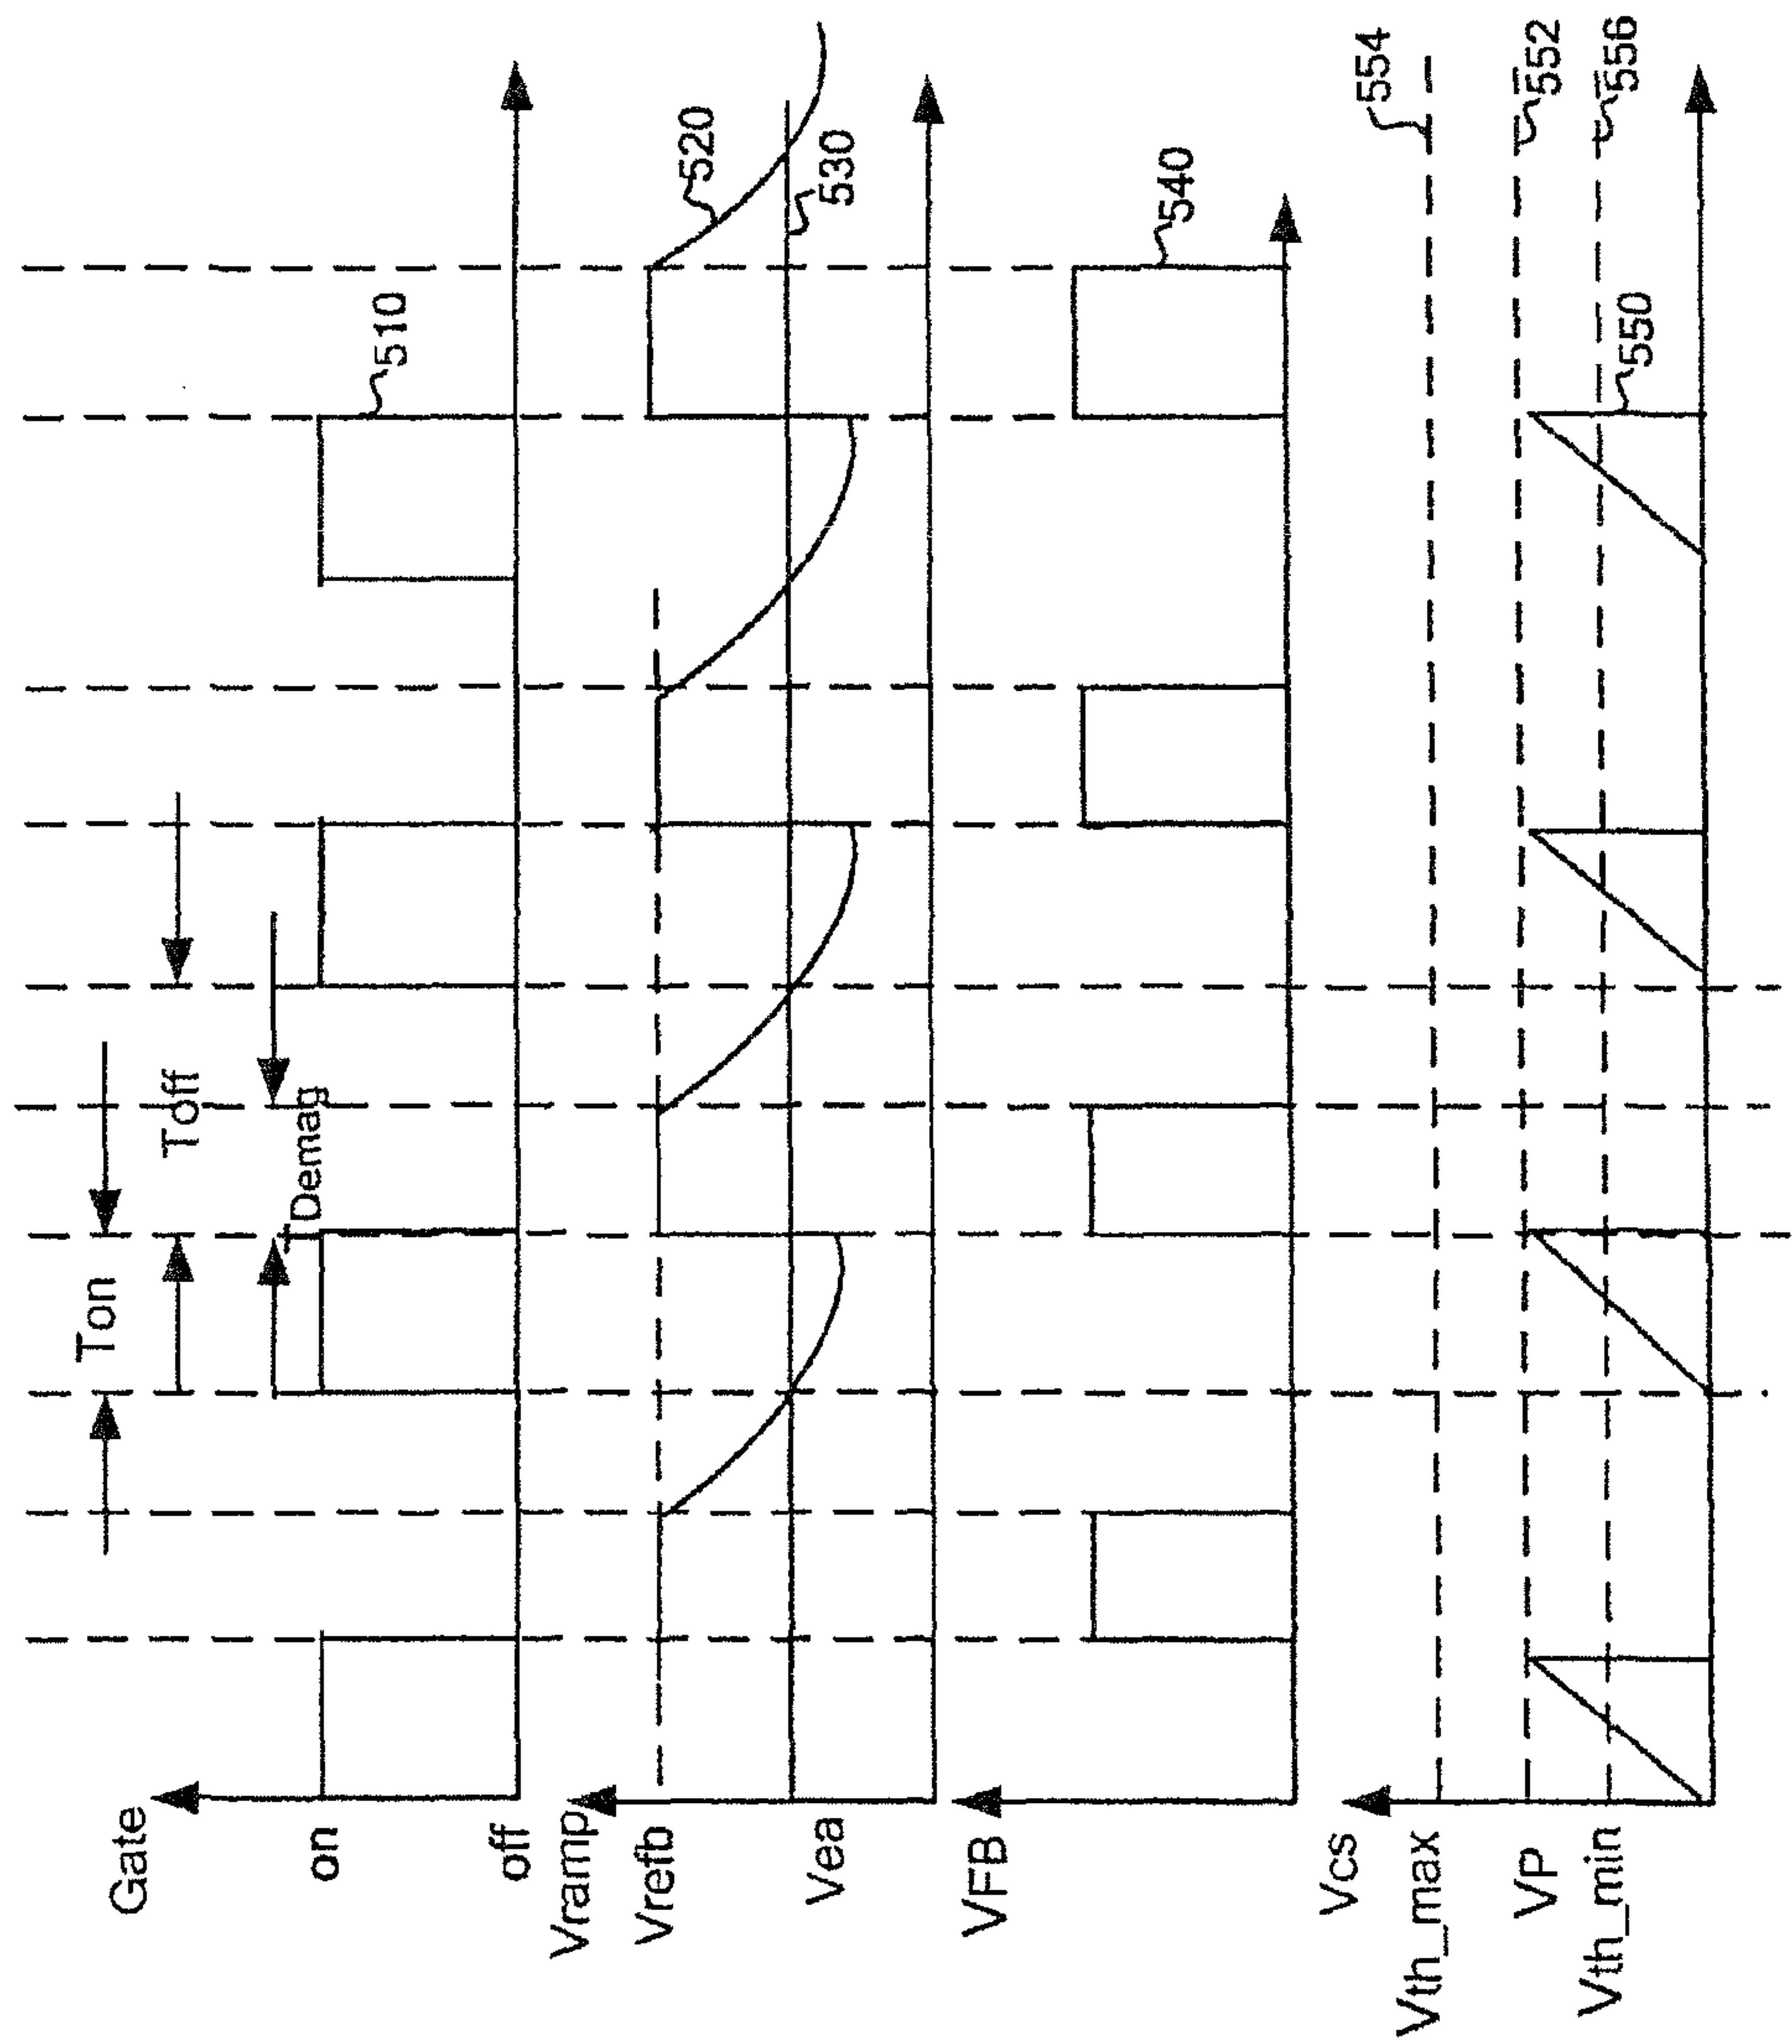 Ton
Toff
TDemag
Gate
on
off
510
Vramp
Vrefb
Vea
520
530
VFB
540
Vcs
Vth_max
VP
Vth_min
554
552
556
550